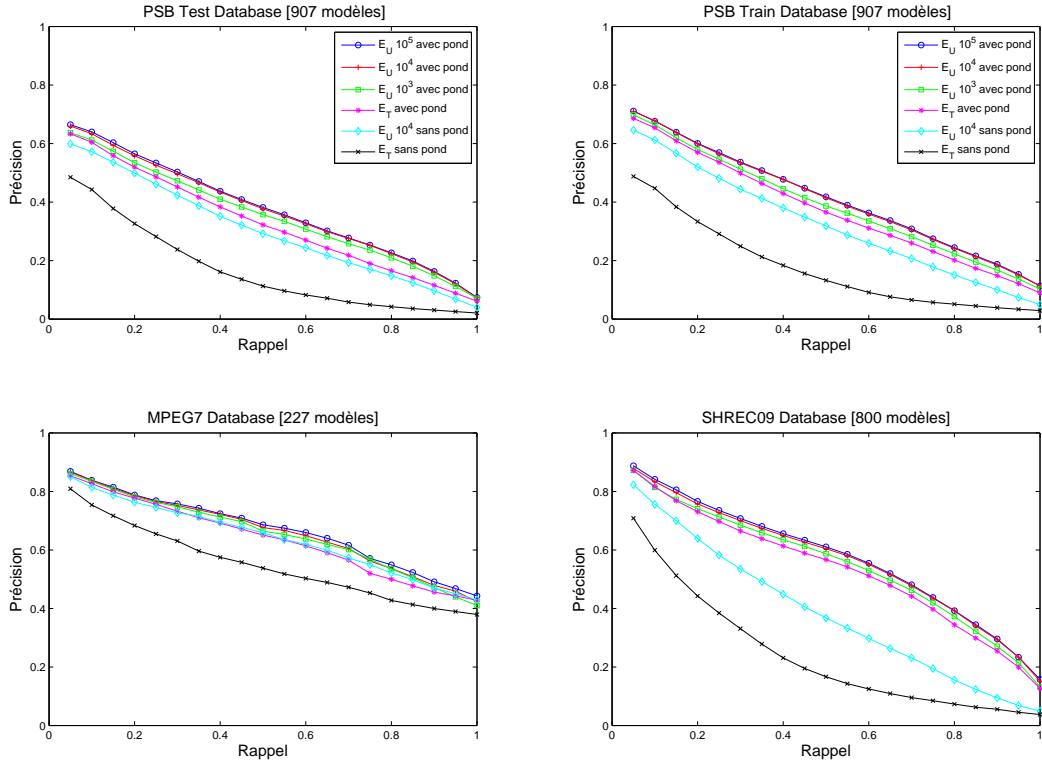 PSB Test Database [907 modèles]
1
0.8
0.6
0.4
0.2
0
Précision
E_U 10^5 avec pond
E_U 10^4 avec pond
E_U 10^3 avec pond
E_T avec pond
E_U 10^4 sans pond
E_T sans pond
0 0.2 0.4 0.6 0.8 1
Rappel
PSB Train Database [907 modèles]
1
0.8
0.6
0.4
0.2
0
Précision
E_U 10^5 avec pond
E_U 10^4 avec pond
E_U 10^3 avec pond
E_T avec pond
E_U 10^4 sans pond
E_T sans pond
0 0.2 0.4 0.6 0.8 1
Rappel
MPEG7 Database [227 modèles]
1
0.8
0.6
0.4
0.2
0
Précision
0 0.2 0.4 0.6 0.8 1
Rappel
SHREC09 Database [800 modèles]
1
0.8
0.6
0.4
0.2
0
Précision
0 0.2 0.4 0.6 0.8 1
Rappel